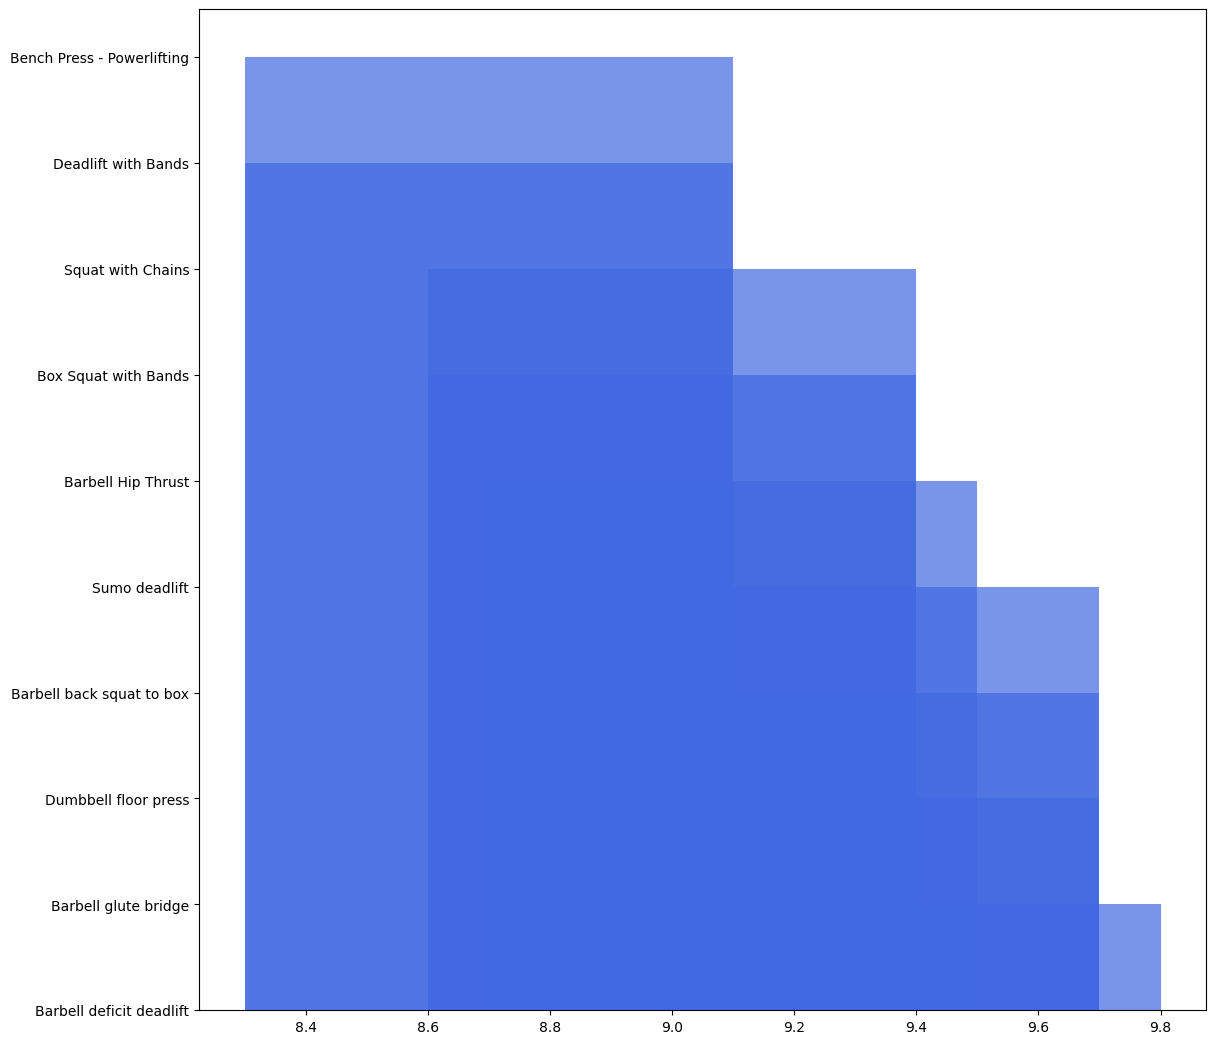 Bench Press - Powerlifting
Deadlift with Bands
Squat with Chains
Box Squat with Bands
Barbell Hip Thrust
Sumo deadlift
Barbell back squat to box
Dumbbell floor press
Barbell glute bridge
Barbell deficit deadlift
8.4 8.6 8.8 9.0 9.2 9.4 9.6 9.8